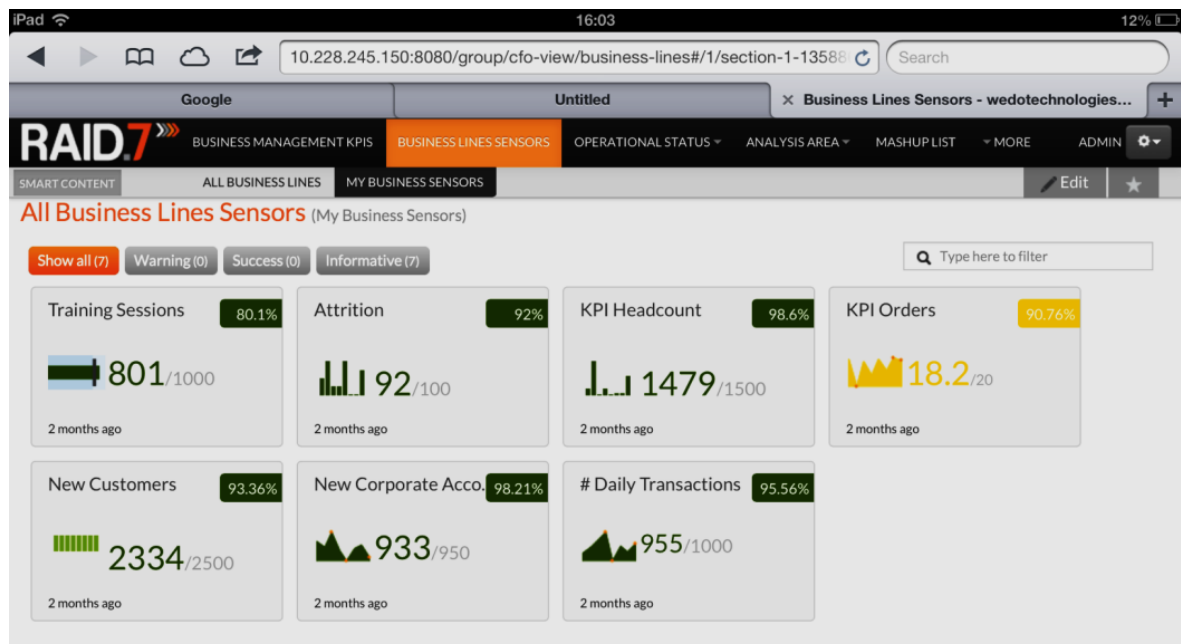 iPad 16:03 12%
10.228.245.150:8080/group/cfo-view/business-lines#/1/section-1-13588 Search
Google Untitled Business Lines Sensors - wedotechnologies...
RAID.7 BUSINESS MANAGEMENT KPIS BUSINESS LINES SENSORS OPERATIONAL STATUS ANALYSIS AREA MASHUP LIST MORE ADMIN
SMART CONTENT ALL BUSINESS LINES MY BUSINESS SENSORS Edit
All Business Lines Sensors (My Business Sensors)
Show all (7) Warning (0) Success (0) Informative (7) Type here to filter
Training Sessions 80.1%
801/1000
2 months ago
Attrition 92%
92/100
2 months ago
KPI Headcount 98.6%
1479/1500
2 months ago
KPI Orders 90.76%
18.2/20
2 months ago
New Customers 93.36%
2334/2500
2 months ago
New Corporate Acco. 98.21%
933/950
2 months ago
# Daily Transactions 95.56%
955/1000
2 months ago